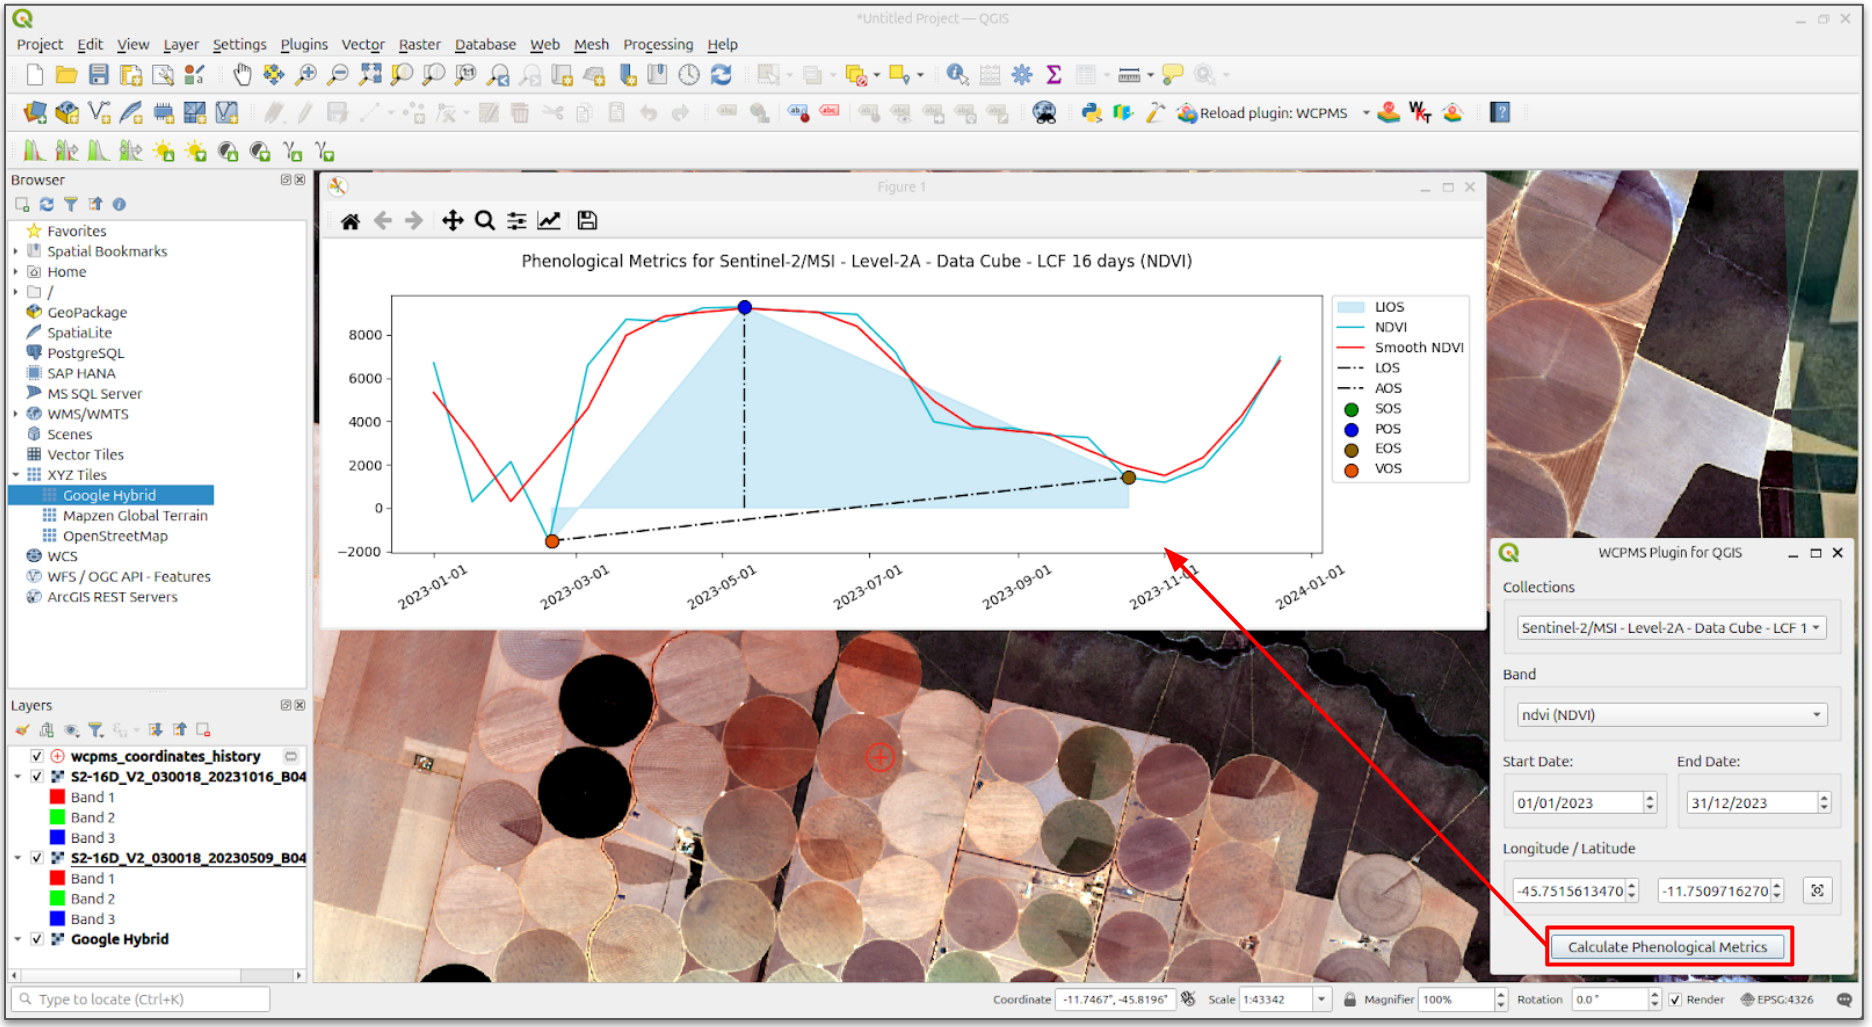 *Untitled Project — QGIS
Project Edit View Layer Settings Plugins Vector Raster Database Web Mesh Processing Help
Reload plugin: WCPMS
Browser
Favorites
Spatial Bookmarks
Home
/
GeoPackage
SpatiaLite
PostgreSQL
SAP HANA
MS SQL Server
WMS/WMTS
Scenes
Vector Tiles
XYZ Tiles
Google Hybrid
Mapzen Global Terrain
OpenStreetMap
WCS
WFS / OGC API - Features
ArcGIS REST Servers
Layers
wcpms_coordinates_history
S2-16D_V2_030018_20231016_B04
Band 1
Band 2
Band 3
S2-16D_V2_030018_20230509_B04
Band 1
Band 2
Band 3
Google Hybrid
Figure 1
Phenological Metrics for Sentinel-2/MSI - Level-2A - Data Cube - LCF 16 days (NDVI)
8000
6000
4000
2000
0
−2000
2023-01-01
2023-03-01
2023-05-01
2023-07-01
2023-09-01
2023-11-01
2024-01-01
LIOS
NDVI
Smooth NDVI
LOS
AOS
SOS
POS
EOS
VOS
WCPMS Plugin for QGIS
Collections
Sentinel-2/MSI - Level-2A - Data Cube - LCF 1
Band
ndvi (NDVI)
Start Date: End Date:
01/01/2023 31/12/2023
Longitude / Latitude
-45.7515613470 -11.7509716270
Calculate Phenological Metrics
Type to locate (Ctrl+K)
Coordinate -11.7467°, -45.8196° Scale 1:43342 Magnifier 100% Rotation 0.0 ° Render EPSG:4326